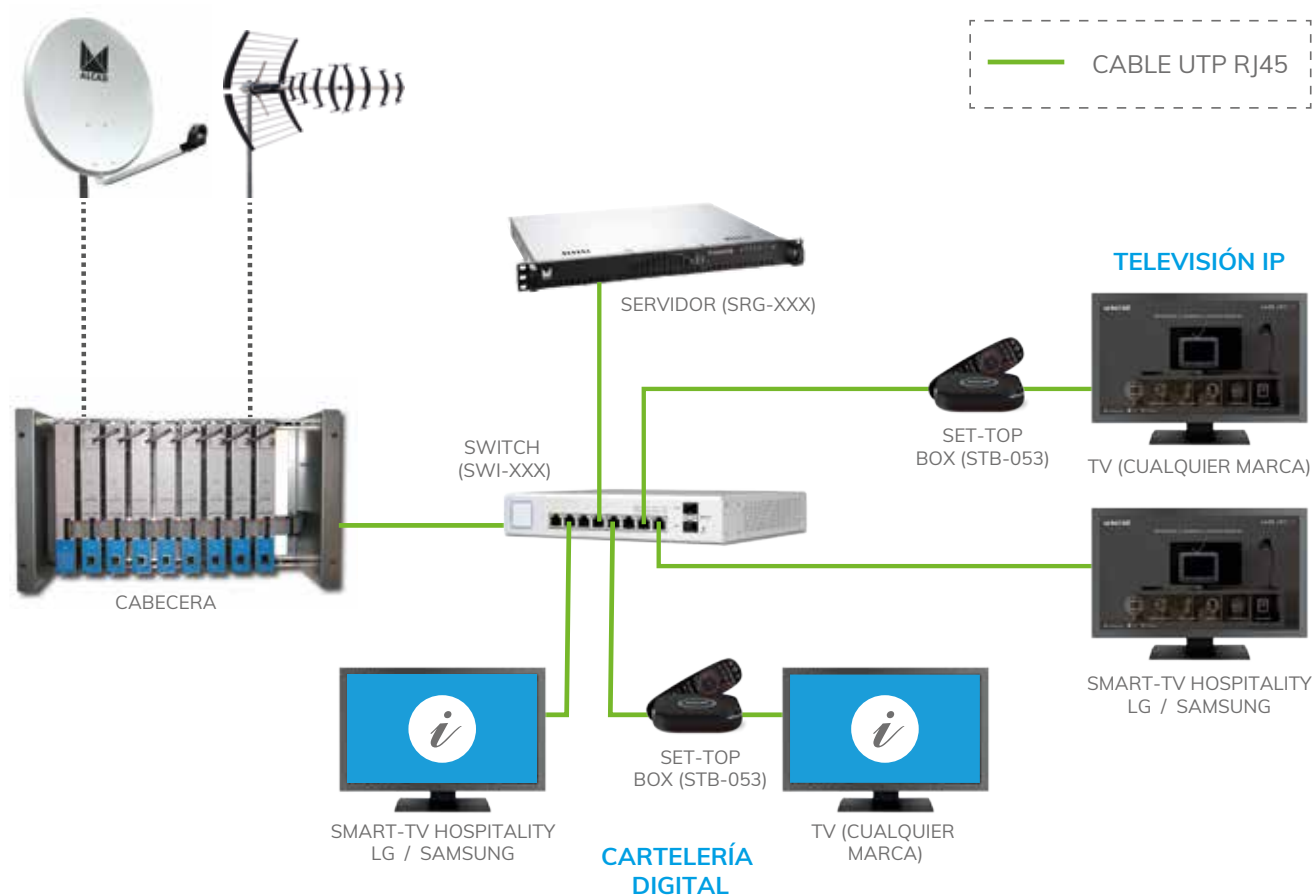 ALCAD
CABLE UTP RJ45
SERVIDOR (SRG-XXX)
TELEVISIÓN IP
SWITCH
(SWI-XXX)
SET-TOP
BOX (STB-053)
TV (CUALQUIER MARCA)
CABECERA
SMART-TV HOSPITALITY
LG / SAMSUNG
i
i
SET-TOP
BOX (STB-053)
SMART-TV HOSPITALITY
LG / SAMSUNG
TV (CUALQUIER
MARCA)
CARTELERÍA
DIGITAL